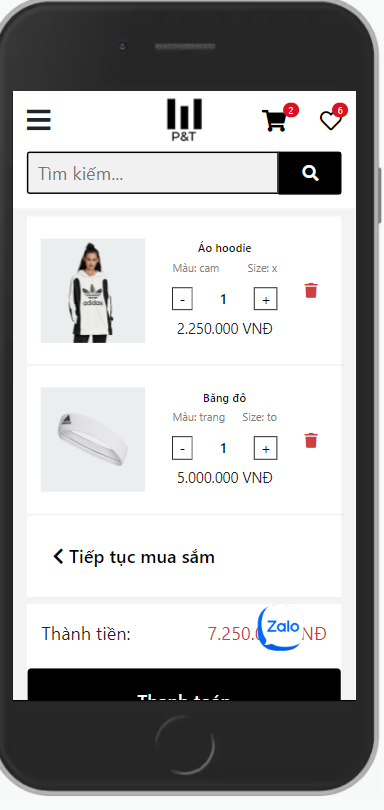 2
6
P&T
Tìm kiếm...
Áo hoodie
Màu: cam Size: x
- 1 +
2.250.000 VNĐ
adidas
Băng đô
Màu: trang Size: to
- 1 +
5.000.000 VNĐ
Tiếp tục mua sắm
Thành tiền: 7.250.0 NĐ
Zalo
Thanh toán